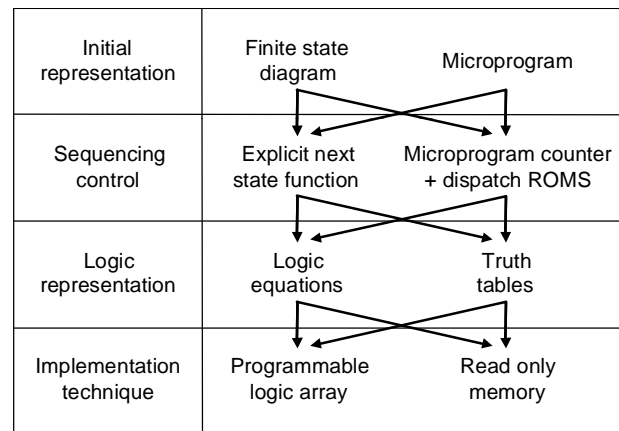 Initial
representation
Finite state
diagram
Microprogram
Sequencing
control
Explicit next
state function
Microprogram counter
+ dispatch ROMS
Logic
representation
Logic
equations
Truth
tables
Implementation
technique
Programmable
logic array
Read only
memory